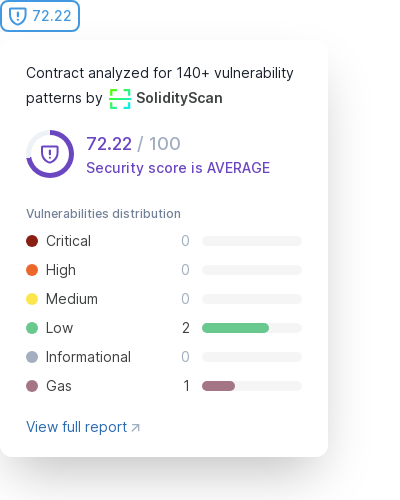 72.22
Contract analyzed for 140+ vulnerability
patterns by SolidityScan
72.22 / 100
Security score is AVERAGE
Vulnerabilities distribution
Critical 0
High 0
Medium 0
Low 2
Informational 0
Gas 1
View full report